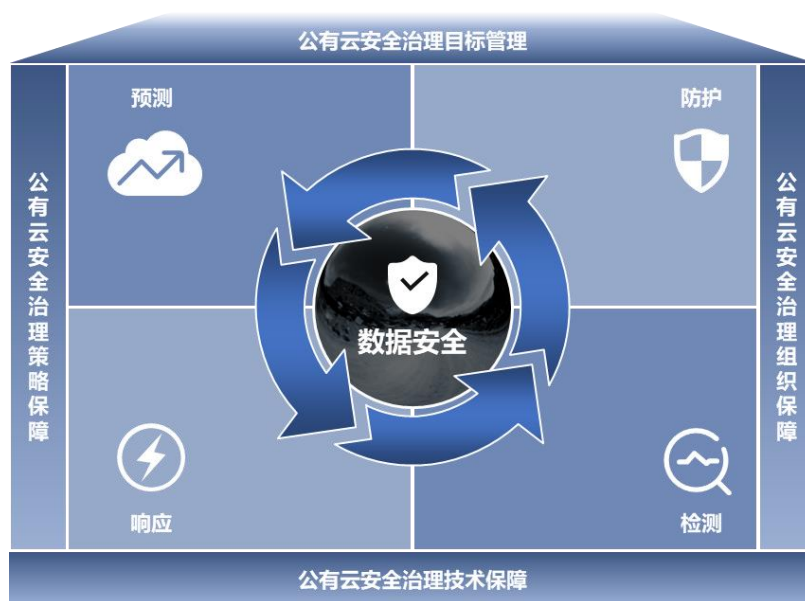 公有云安全治理目标管理
预测
防护
公有云安全治理策略保障
数据安全
公有云安全治理组织保障
响应
检测
公有云安全治理技术保障